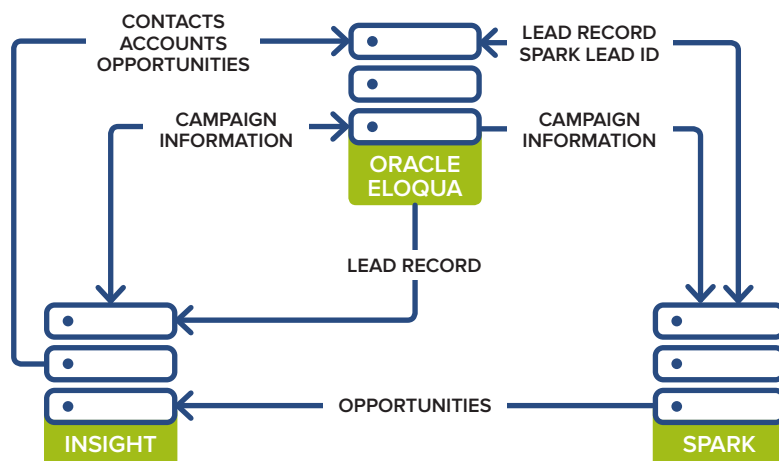 CONTACTS
ACCOUNTS
OPPORTUNITIES
LEAD RECORD
SPARK LEAD ID
CAMPAIGN
INFORMATION
CAMPAIGN
INFORMATION
ORACLE
ELOQUA
LEAD RECORD
OPPORTUNITIES
INSIGHT
SPARK